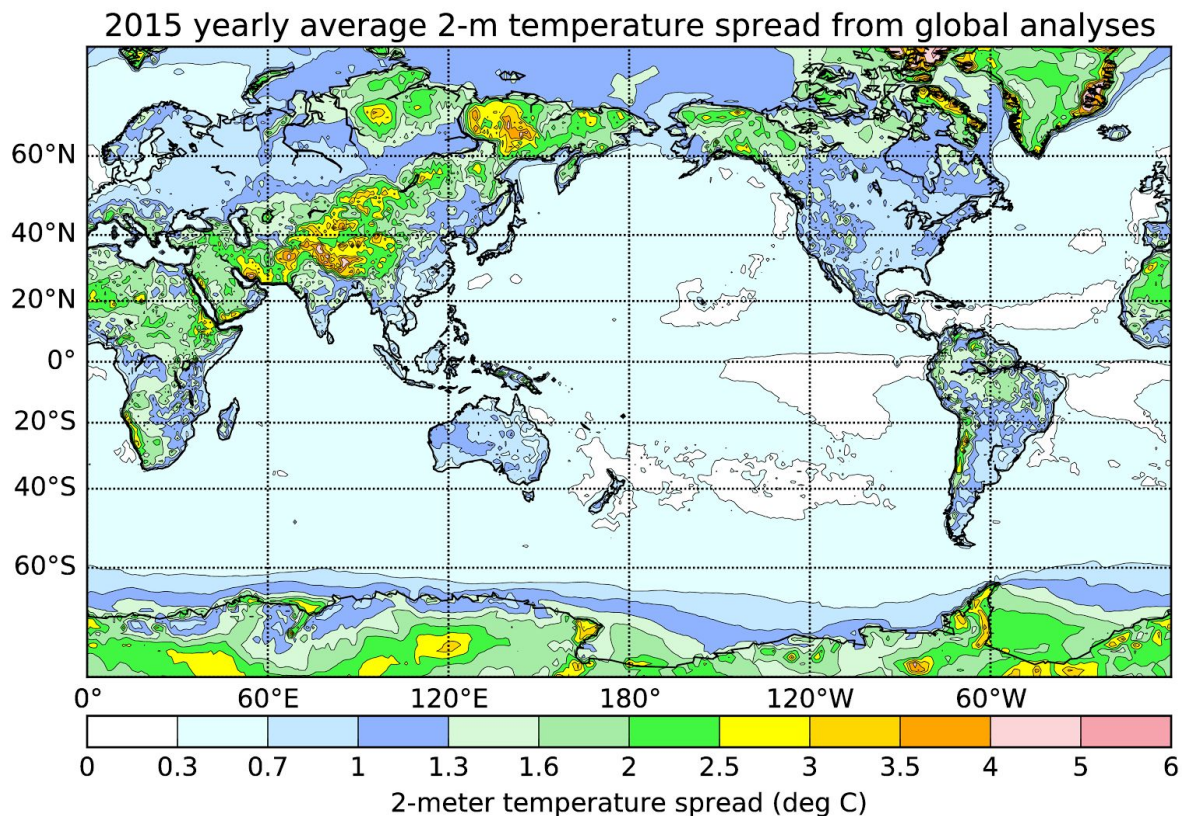 2015 yearly average 2-m temperature spread from global analyses
60°N
40°N
20°N
0°
20°S
40°S
60°S
0 60°E 120°E 180° 120°W 60°W
0 0.3 0.7 1 1.3 1.6 2 2.5 3 3.5 4 5 6
2-meter temperature spread (deg C)